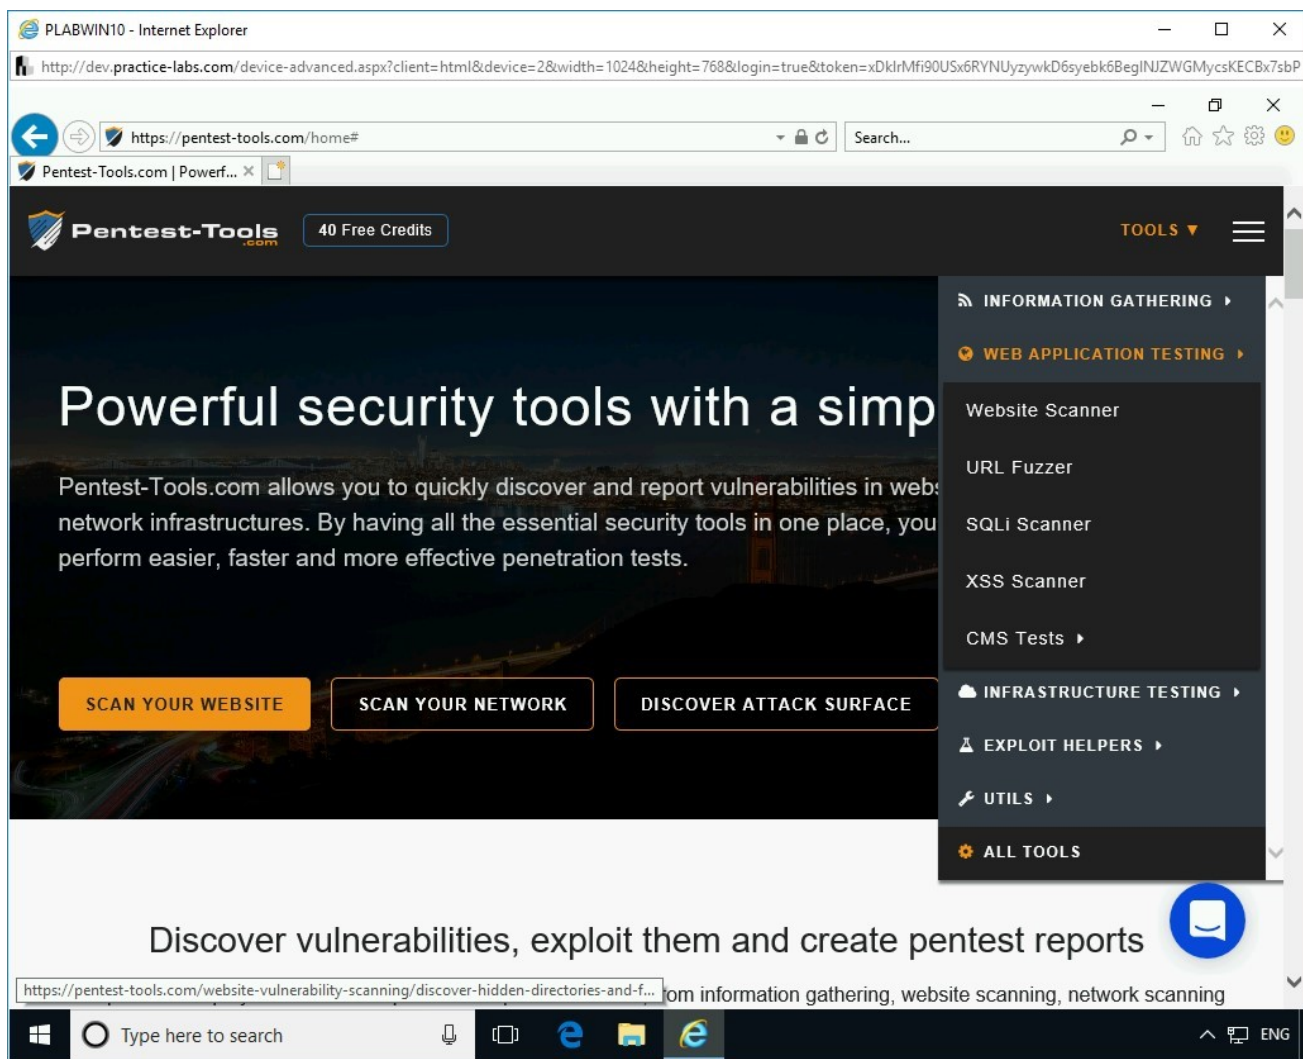 PLABWIN10 - Internet Explorer
http://dev.practice-labs.com/device-advanced.aspx?client=html&device=2&width=1024&height=768&login=true&token=xDklrMfi90USx6RYNUyzywkD6syebk6BeglNJZWGMycsKECBx7sbP
https://pentest-tools.com/home#
Search...
Pentest-Tools.com | Powerf...
Pentest-Tools
.com
40 Free Credits
TOOLS ▼
INFORMATION GATHERING
WEB APPLICATION TESTING
Website Scanner
URL Fuzzer
SQLi Scanner
XSS Scanner
CMS Tests
INFRASTRUCTURE TESTING
EXPLOIT HELPERS
UTILS
ALL TOOLS
Powerful security tools with a simp
Pentest-Tools.com allows you to quickly discover and report vulnerabilities in webs
network infrastructures. By having all the essential security tools in one place, you
perform easier, faster and more effective penetration tests.
SCAN YOUR WEBSITE
SCAN YOUR NETWORK
DISCOVER ATTACK SURFACE
Discover vulnerabilities, exploit them and create pentest reports
https://pentest-tools.com/website-vulnerability-scanning/discover-hidden-directories-and-f...
om information gathering, website scanning, network scanning
Type here to search
ENG